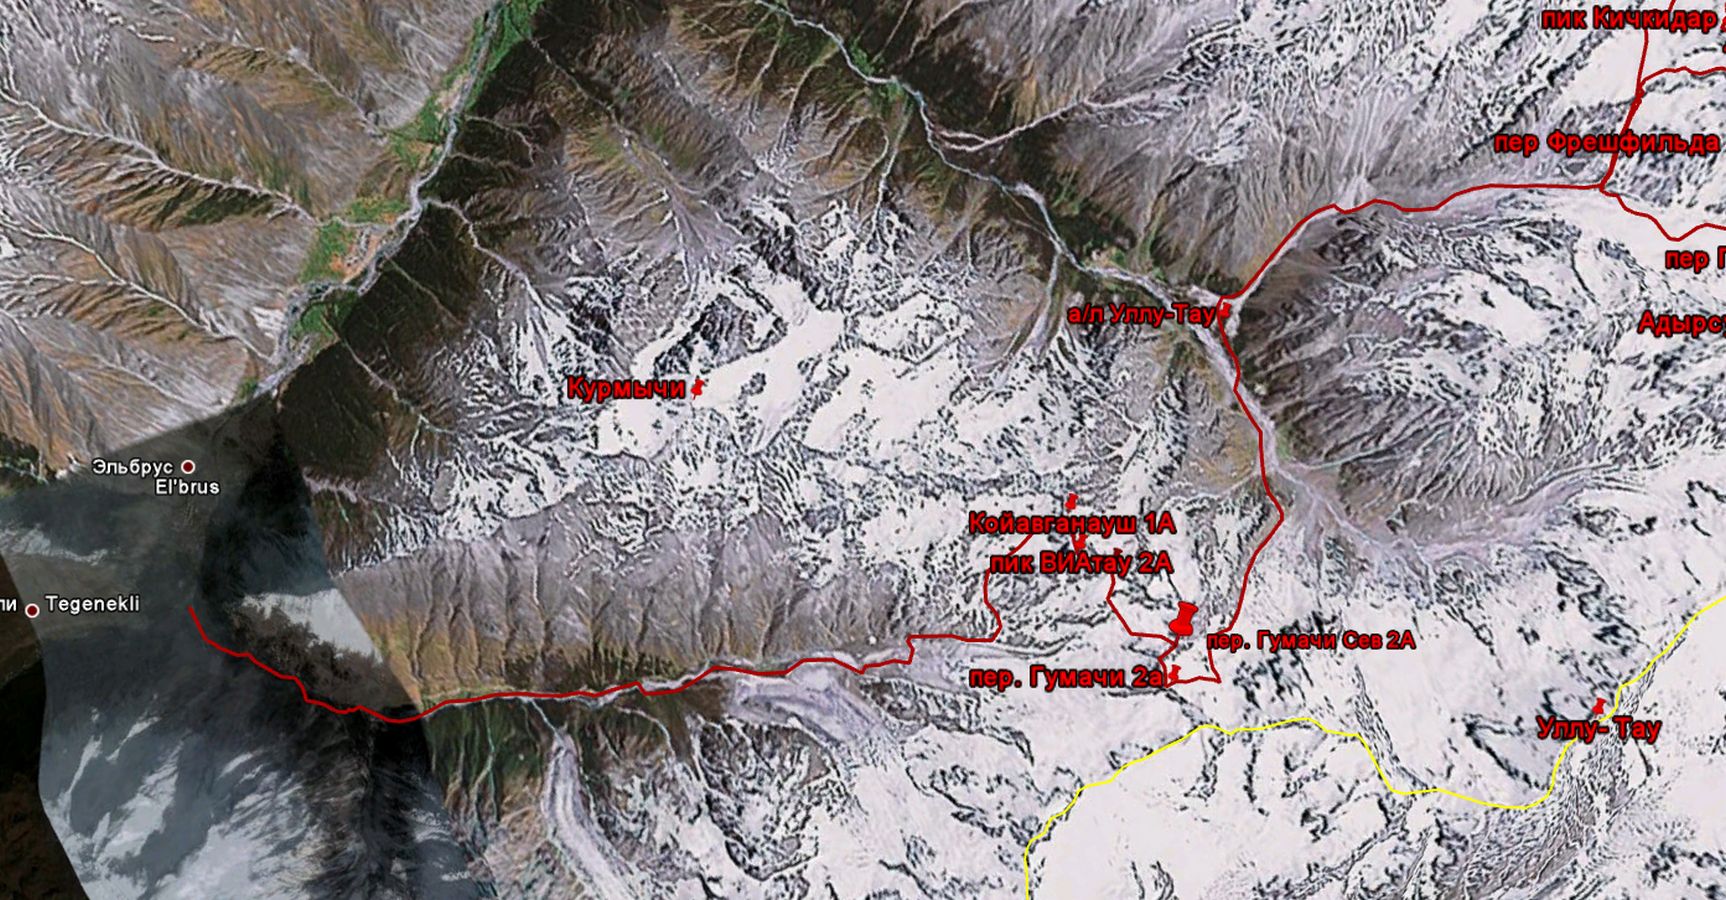 пик Кичкидар
пер Фрешфильда
пер
а/л Уллу-Тау
Курмычи
Эльбрус
El'brus
Койавганауш 1А
пик ВИАтау 2А
ли Tegenekli
пер. Гумачи Сев 2А
пер. Гумачи 2а
Уллу- Тау